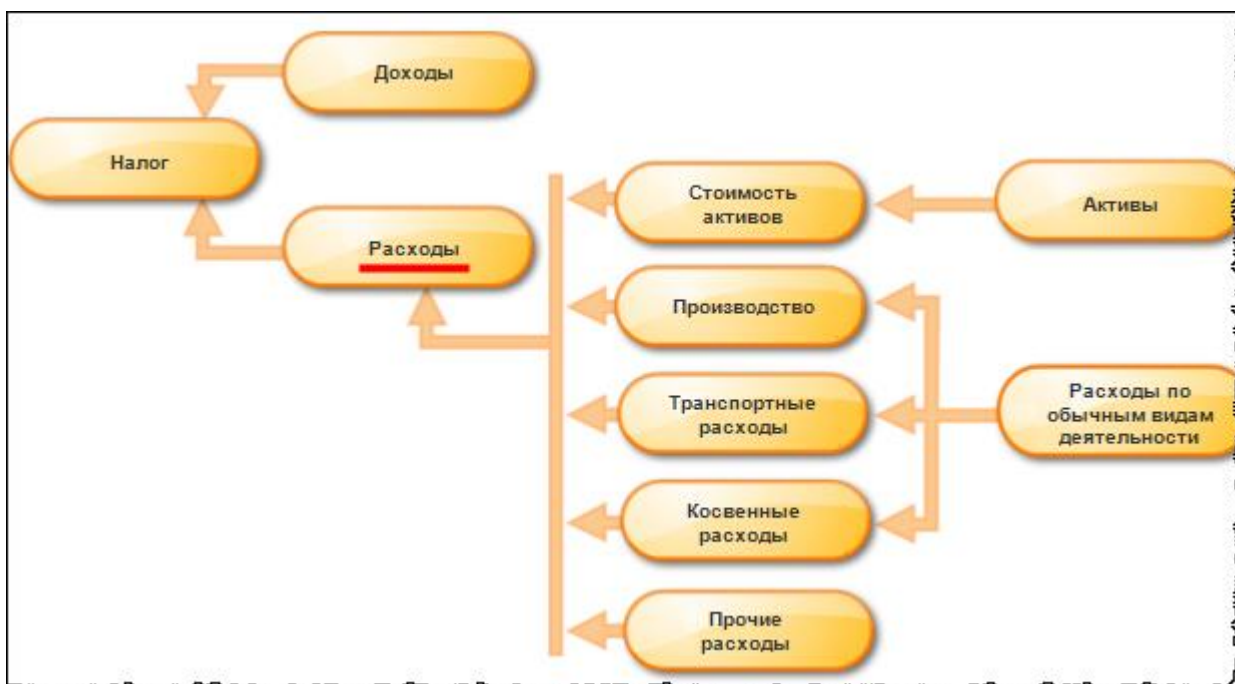 Доходы
Налог
Расходы
Стоимость
активов
Активы
Производство
Транспортные
расходы
Расходы по
обычным видам
деятельности
Косвенные
расходы
Прочие
расходы